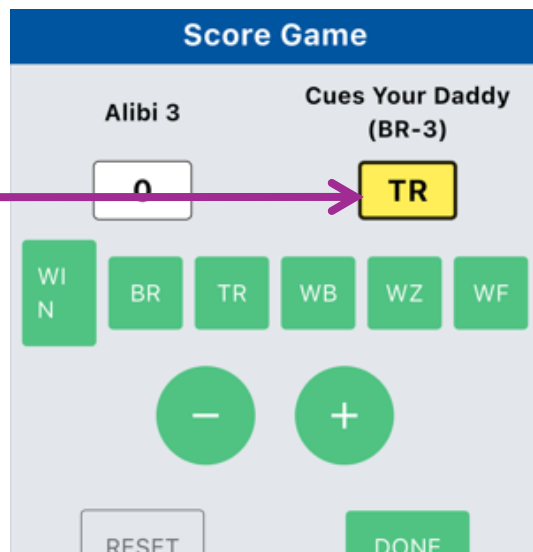 Score Game
Alibi 3
Cues Your Daddy
(BR-3)
0
TR
WI
N
BR
TR
WB
WZ
WF
−
+
RESET
DONE